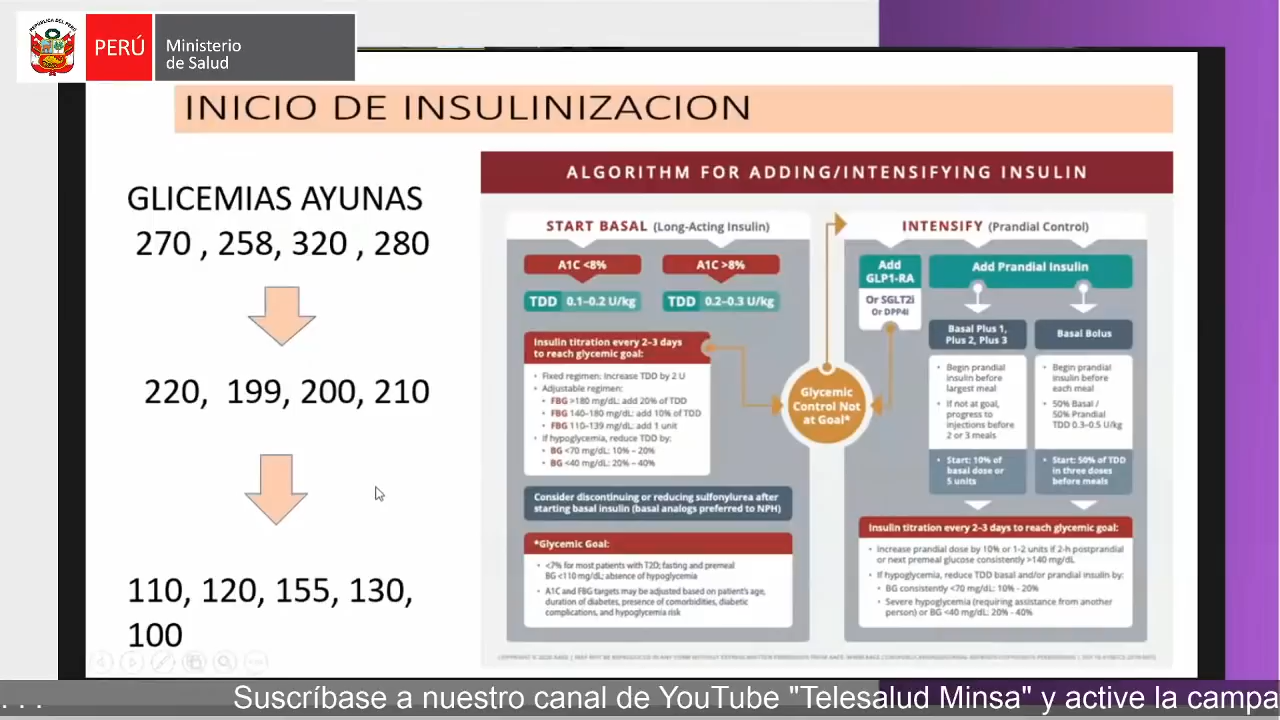 REPÚBLICA DEL PERÚ
PERÚ
Ministerio
de Salud
INICIO DE INSULINIZACION
GLICEMIAS AYUNAS
270 , 258, 320 , 280
220, 199, 200, 210
110, 120, 155, 130,
100
ALGORITHM FOR ADDING/INTENSIFYING INSULIN
START BASAL (Long-Acting Insulin)
A1C <8%
A1C >8%
TDD 0.1–0.2 U/kg
TDD 0.2–0.3 U/kg
Insulin titration every 2–3 days
to reach glycemic goal:
• Fixed regimen: Increase TDD by 2 U
• Adjustable regimen:
• FBG >180 mg/dL: add 20% of TDD
• FBG 140–180 mg/dL: add 10% of TDD
• FBG 110–139 mg/dL: add 1 unit
• If hypoglycemia, reduce TDD by:
• BG <70 mg/dL: 10% – 20%
• BG <40 mg/dL: 20% – 40%
Consider discontinuing or reducing sulfonylurea after
starting basal insulin (basal analogs preferred to NPH)
*Glycemic Goal:
• <7% for most patients with T2D; fasting and premeal
BG <110 mg/dL; absence of hypoglycemia
• A1C and FBG targets may be adjusted based on patient's age,
duration of diabetes, presence of comorbidities, diabetic
complications, and hypoglycemia risk
Glycemic
Control Not
at Goal*
INTENSIFY (Prandial Control)
Add
GLP1-RA
Or SGLT2i
Or DPP4i
Add Prandial Insulin
Basal Plus 1,
Plus 2, Plus 3
• Begin prandial
insulin before
largest meal
• If not at goal,
progress to
injections before
2 or 3 meals
• Start: 10% of
basal dose or
5 units
Basal Bolus
• Begin prandial
insulin before
each meal
• 50% Basal /
50% Prandial
TDD 0.3–0.5 U/kg
• Start: 50% of TDD
in three doses
before meals
Insulin titration every 2–3 days to reach glycemic goal:
• Increase prandial dose by 10% or 1-2 units if 2-h postprandial
or next premeal glucose consistently >140 mg/dL
• If hypoglycemia, reduce TDD basal and/or prandial insulin by:
• BG consistently <70 mg/dL: 10% - 20%
• Severe hypoglycemia (requiring assistance from another
person) or BG <40 mg/dL: 20% - 40%
. . . Suscríbase a nuestro canal de YouTube "Telesalud Minsa" y active la campa